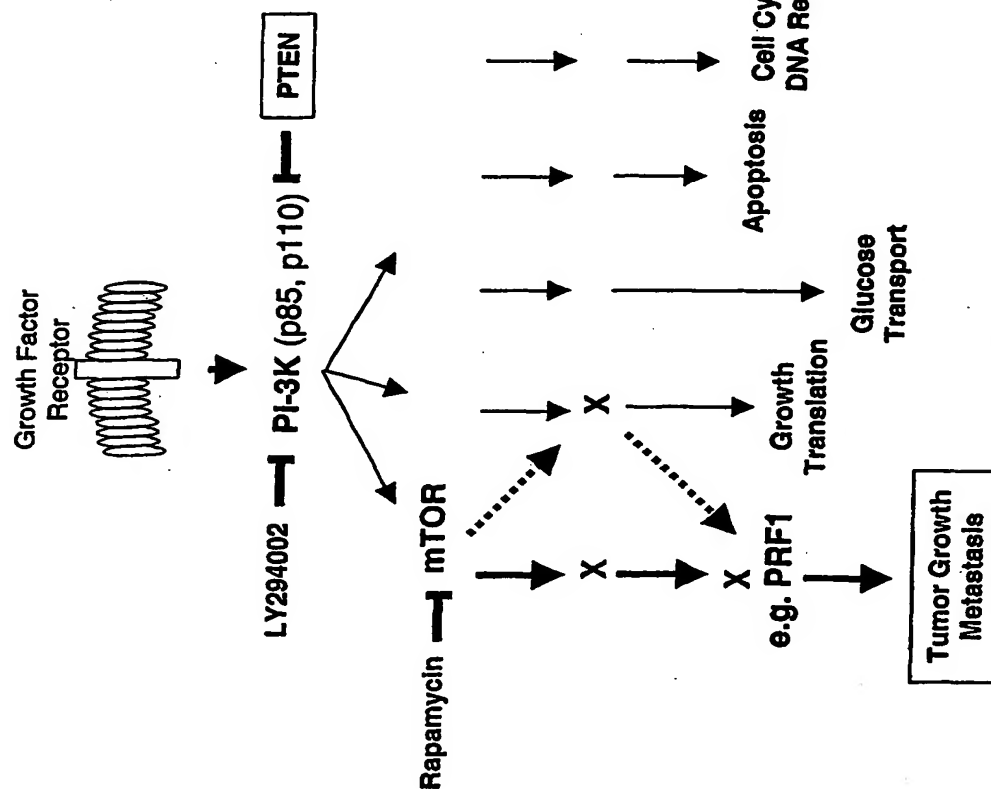 Growth Factor
Receptor
LY294002
PI-3K (p85, p110)
PTEN
Rapamycin
mTOR
X
X
X
e.g. PRF1
Growth
Translation
Glucose
Transport
Apoptosis
Tumor Growth
Metastasis